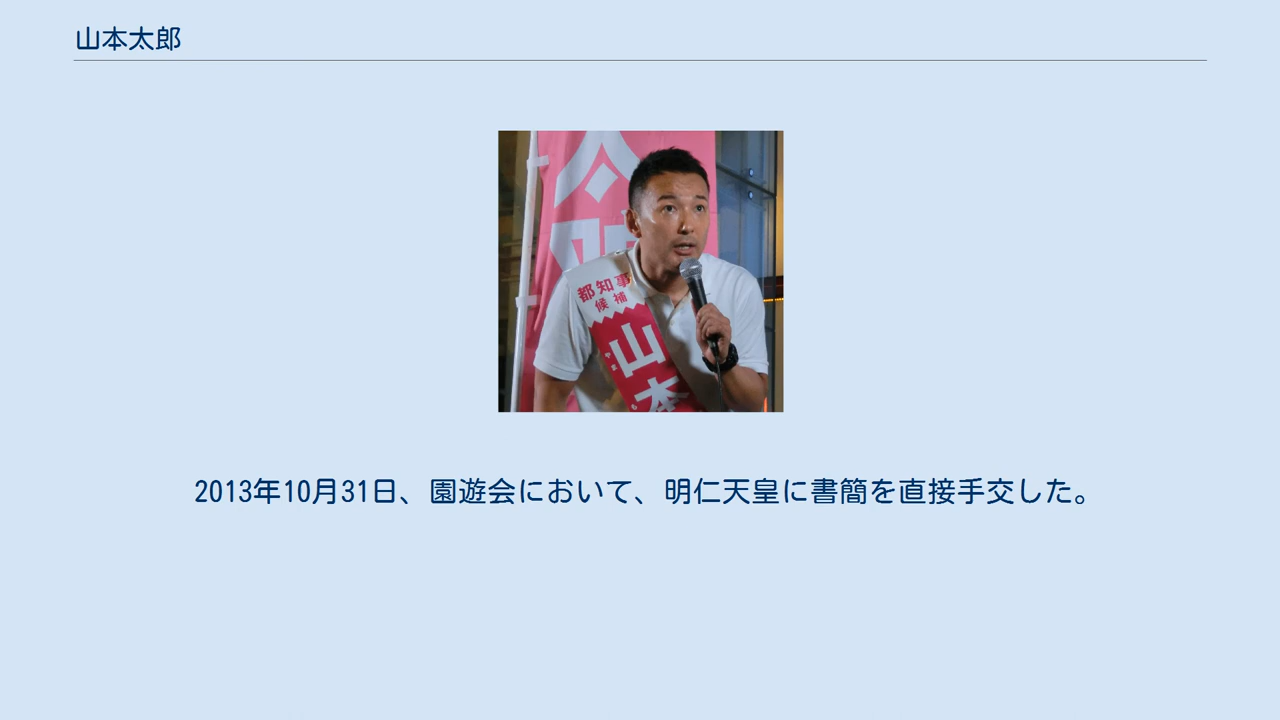 山本太郎
都知事
候補
山本
2013年10月31日、園遊会において、明仁天皇に書簡を直接手交した。